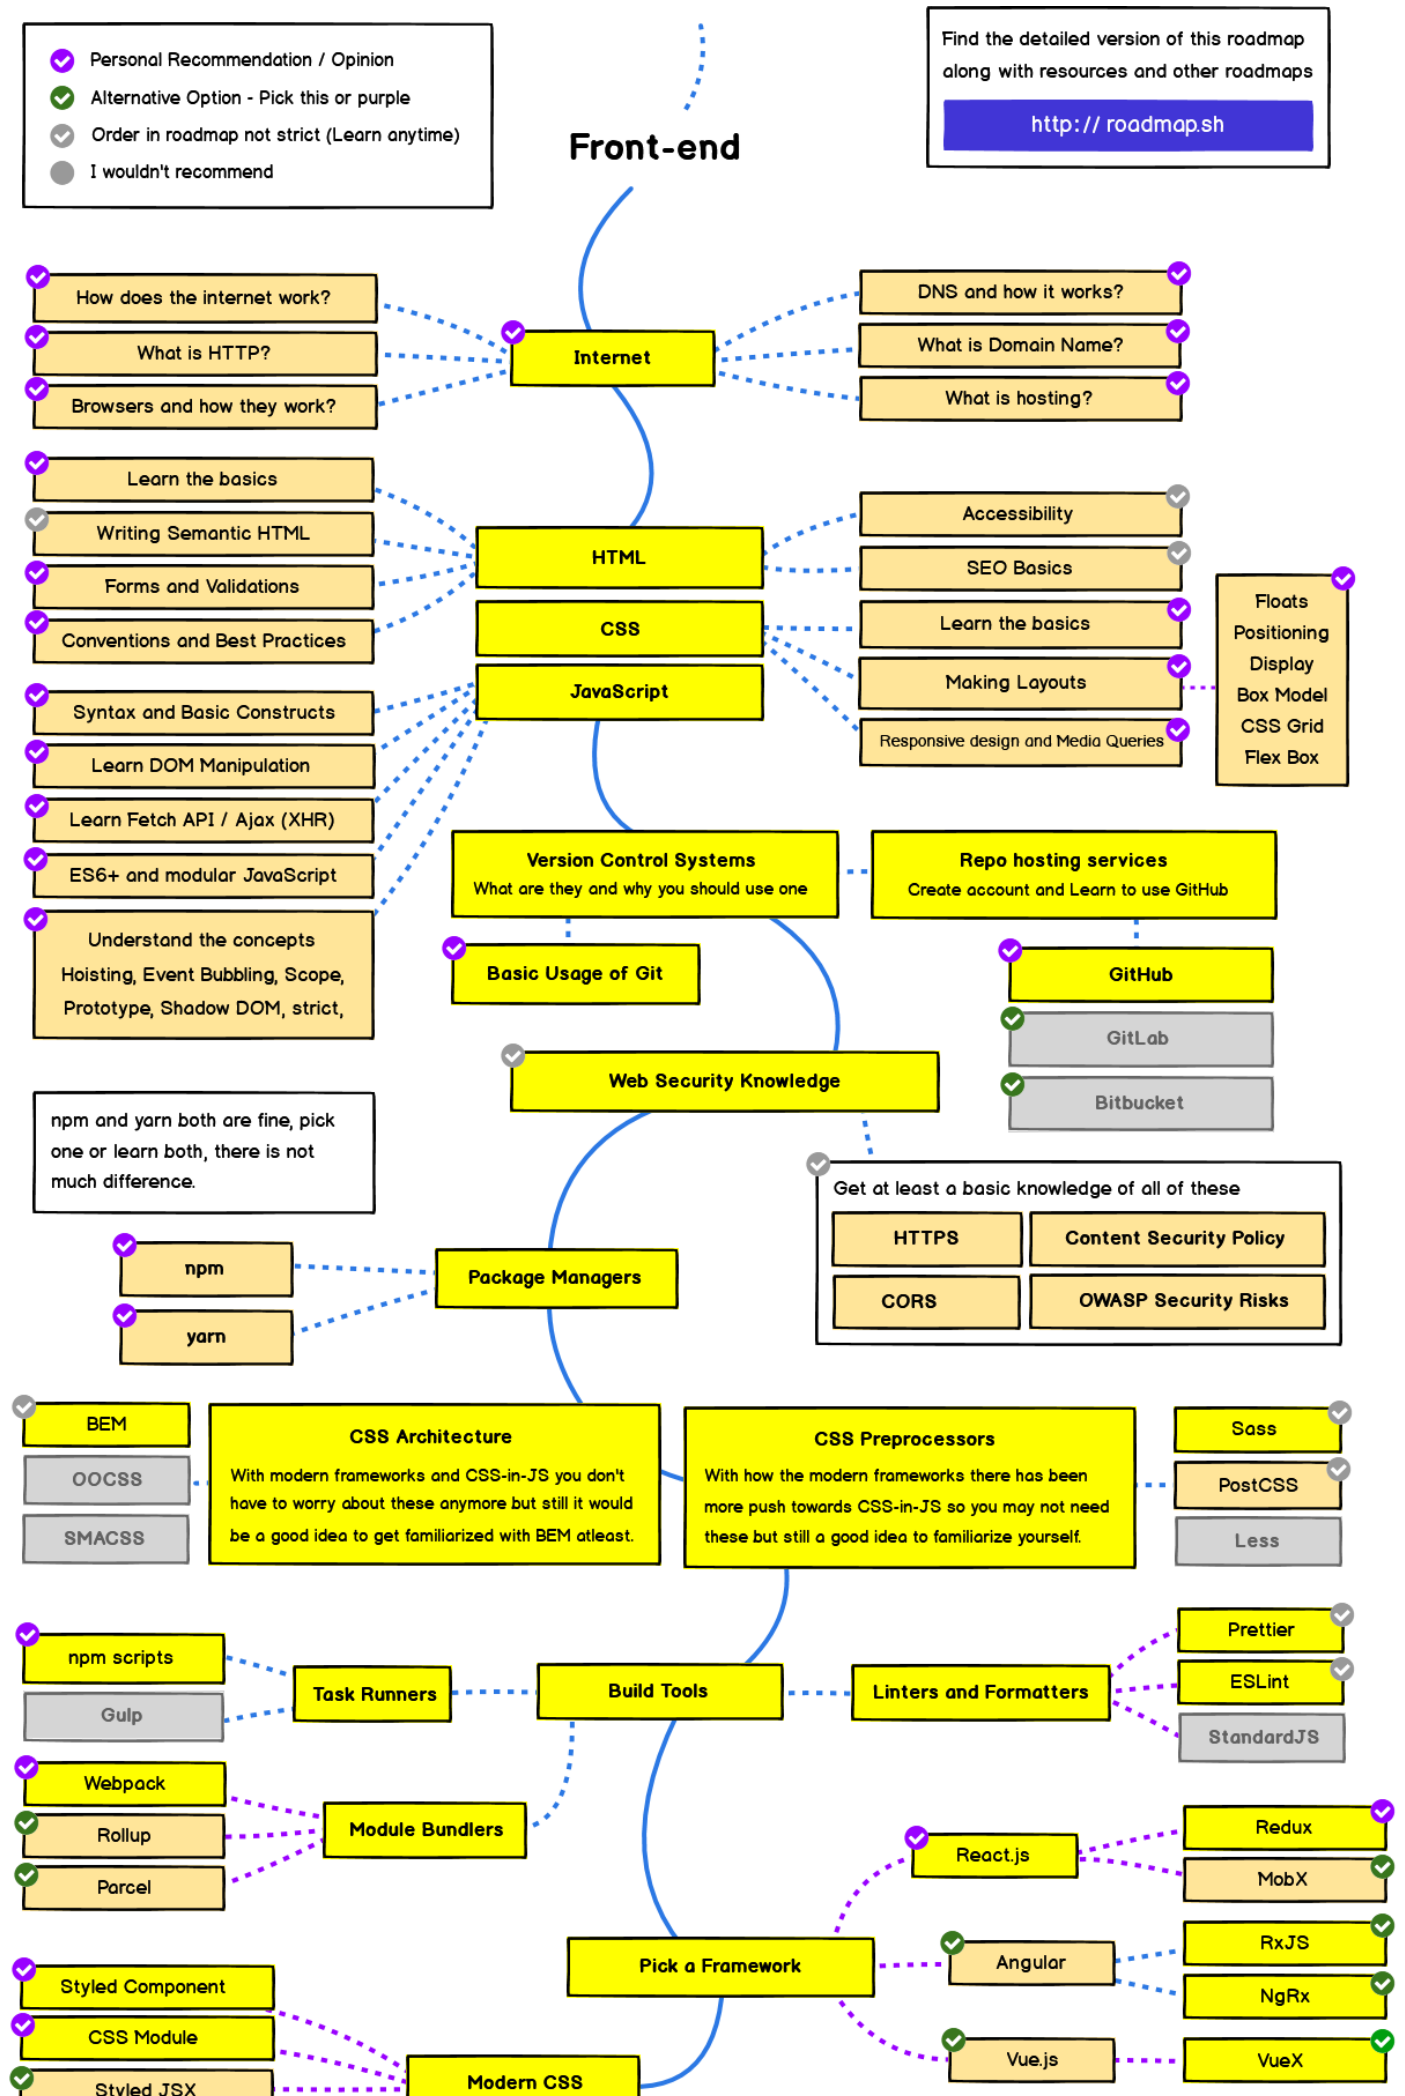 Personal Recommendation / Opinion
Alternative Option - Pick this or purple
Order in roadmap not strict (Learn anytime)
I wouldn't recommend
Find the detailed version of this roadmap
along with resources and other roadmaps
http:// roadmap.sh
Front-end
How does the internet work?
What is HTTP?
Browsers and how they work?
Internet
DNS and how it works?
What is Domain Name?
What is hosting?
Learn the basics
Writing Semantic HTML
Forms and Validations
Conventions and Best Practices
HTML
CSS
JavaScript
Accessibility
SEO Basics
Learn the basics
Making Layouts
Responsive design and Media Queries
Floats
Positioning
Display
Box Model
CSS Grid
Flex Box
Syntax and Basic Constructs
Learn DOM Manipulation
Learn Fetch API / Ajax (XHR)
ES6+ and modular JavaScript
Understand the concepts
Hoisting, Event Bubbling, Scope,
Prototype, Shadow DOM, strict,
Version Control Systems
What are they and why you should use one
Repo hosting services
Create account and Learn to use GitHub
Basic Usage of Git
GitHub
GitLab
Bitbucket
Web Security Knowledge
npm and yarn both are fine, pick
one or learn both, there is not
much difference.
Get at least a basic knowledge of all of these
HTTPS
Content Security Policy
CORS
OWASP Security Risks
npm
yarn
Package Managers
BEM
OOCSS
SMACSS
CSS Architecture
With modern frameworks and CSS-in-JS you don't
have to worry about these anymore but still it would
be a good idea to get familiarized with BEM atleast.
CSS Preprocessors
With how the modern frameworks there has been
more push towards CSS-in-JS so you may not need
these but still a good idea to familiarize yourself.
Sass
PostCSS
Less
npm scripts
Gulp
Task Runners
Build Tools
Linters and Formatters
Prettier
ESLint
StandardJS
Webpack
Rollup
Parcel
Module Bundlers
React.js
Redux
MobX
Pick a Framework
Angular
RxJS
NgRx
Vue.js
VueX
Styled Component
CSS Module
Styled JSX
Modern CSS